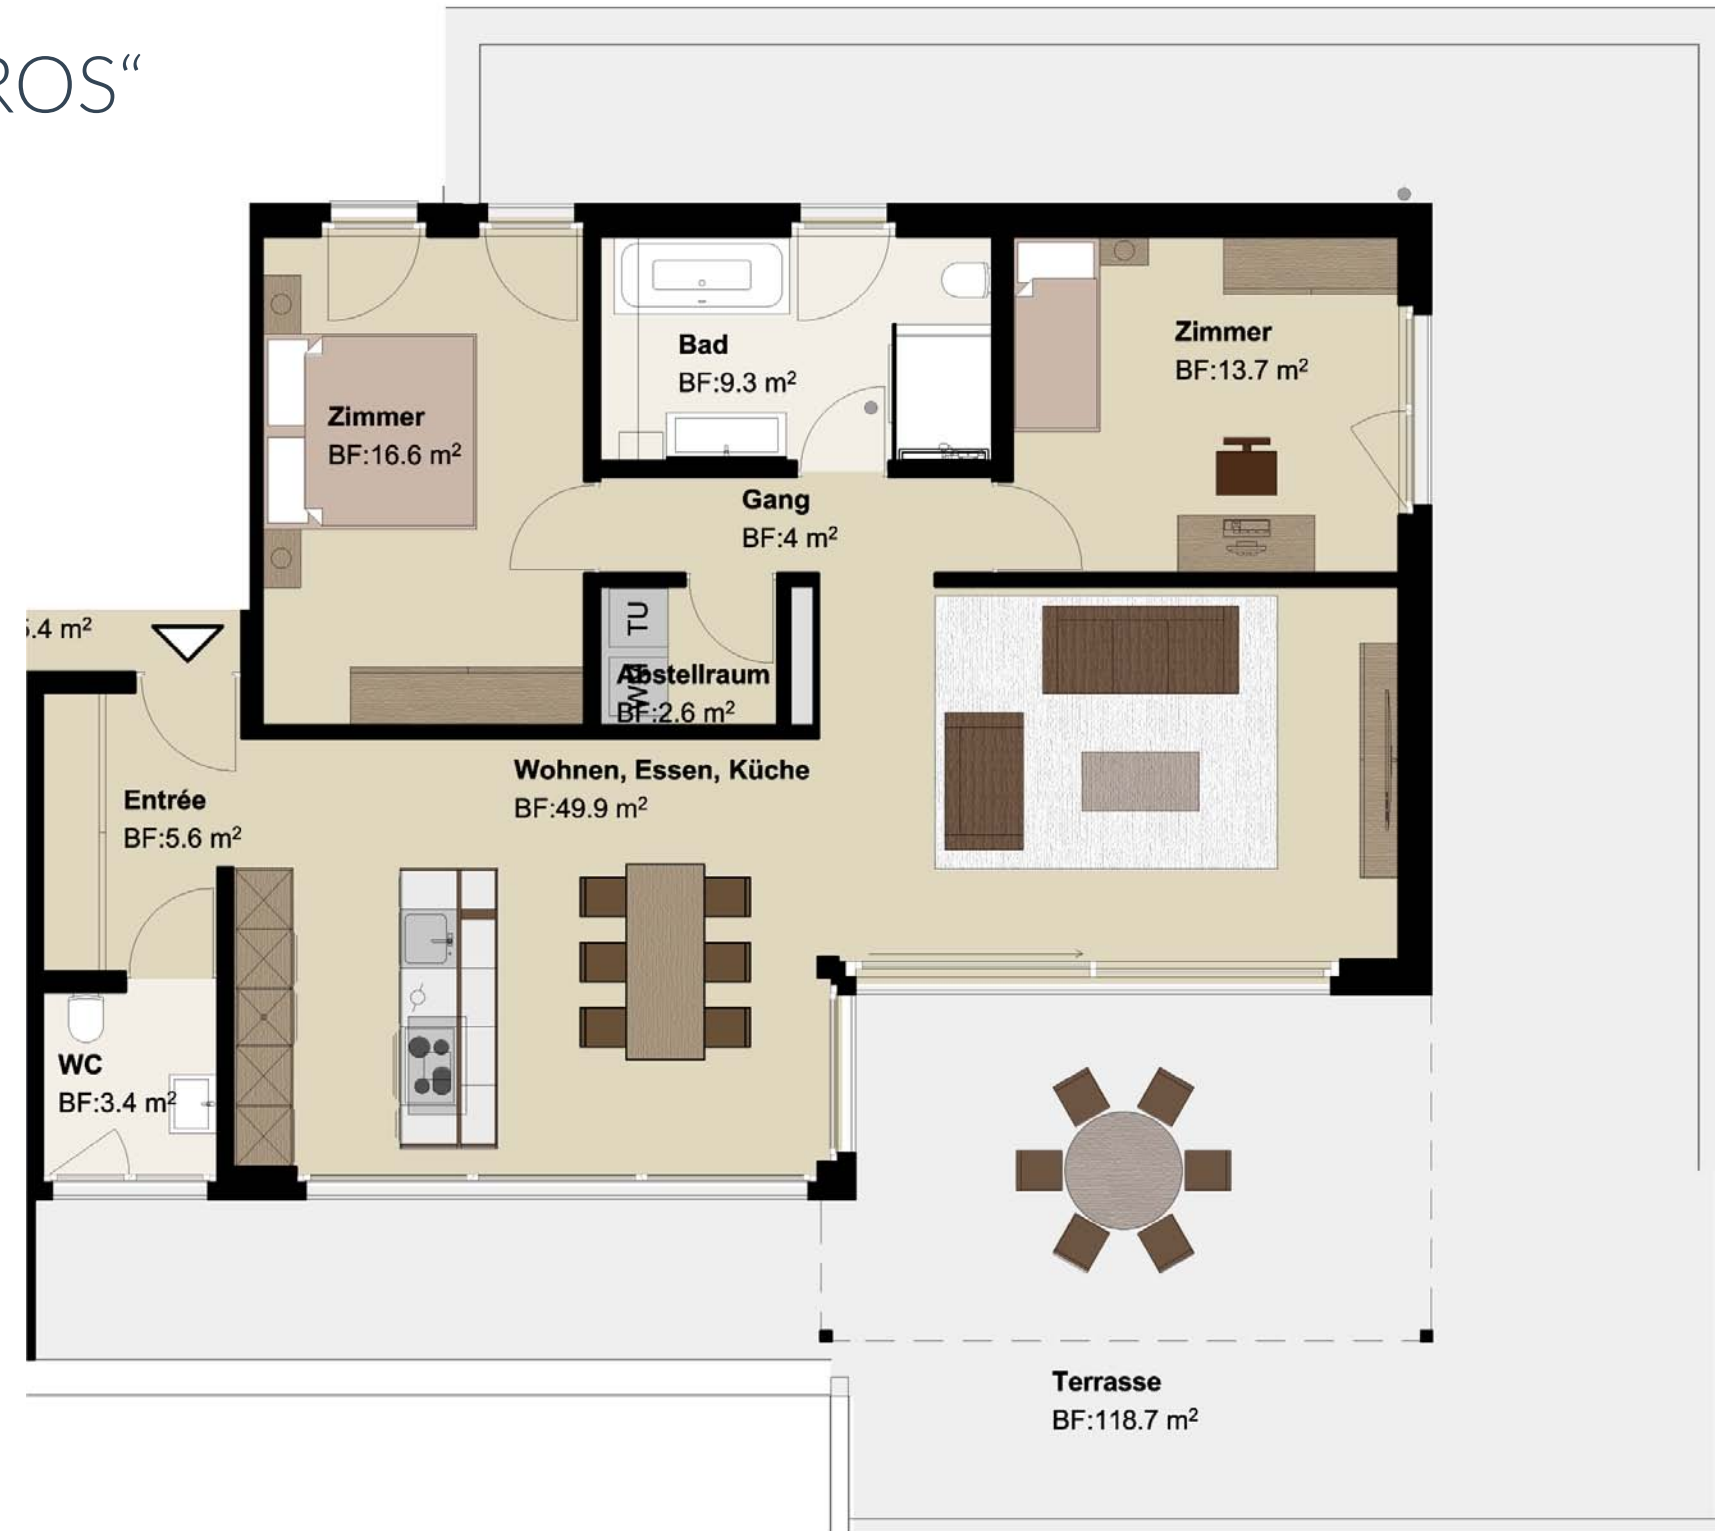 ROS“
Bad
BF:9.3 m²
Zimmer
BF:13.7 m²
Zimmer
BF:16.6 m²
Gang
BF:4 m²
TU
.4 m²
Abstellraum
BF:2.6 m²
Wohnen, Essen, Küche
BF:49.9 m²
Entrée
BF:5.6 m²
WC
BF:3.4 m²
Terrasse
BF:118.7 m²